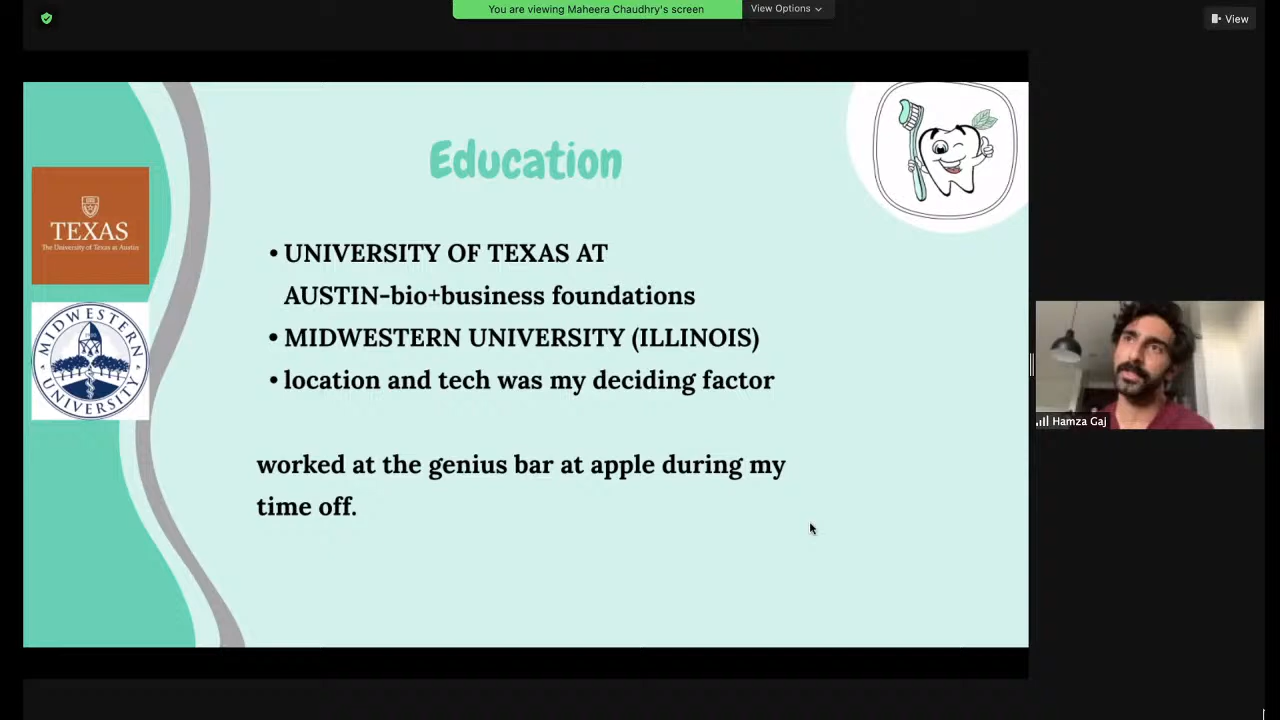 You are viewing Maheera Chaudhry's screen
View Options
View
Education
TEXAS
The University of Texas at Austin
MIDWESTERN
UNIVERSITY
• UNIVERSITY OF TEXAS AT
AUSTIN-bio+business foundations
• MIDWESTERN UNIVERSITY (ILLINOIS)
• location and tech was my deciding factor
worked at the genius bar at apple during my
time off.
Hamza Gaj